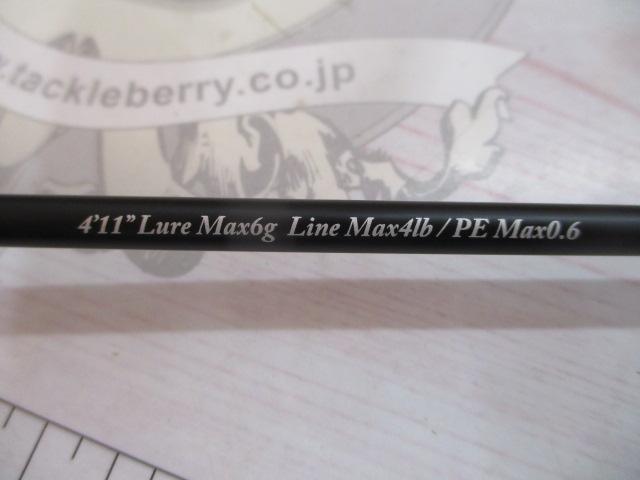 .tackleberry.co.jp
4'11” Lure Max6g Line Max4lb / PE Max0.6